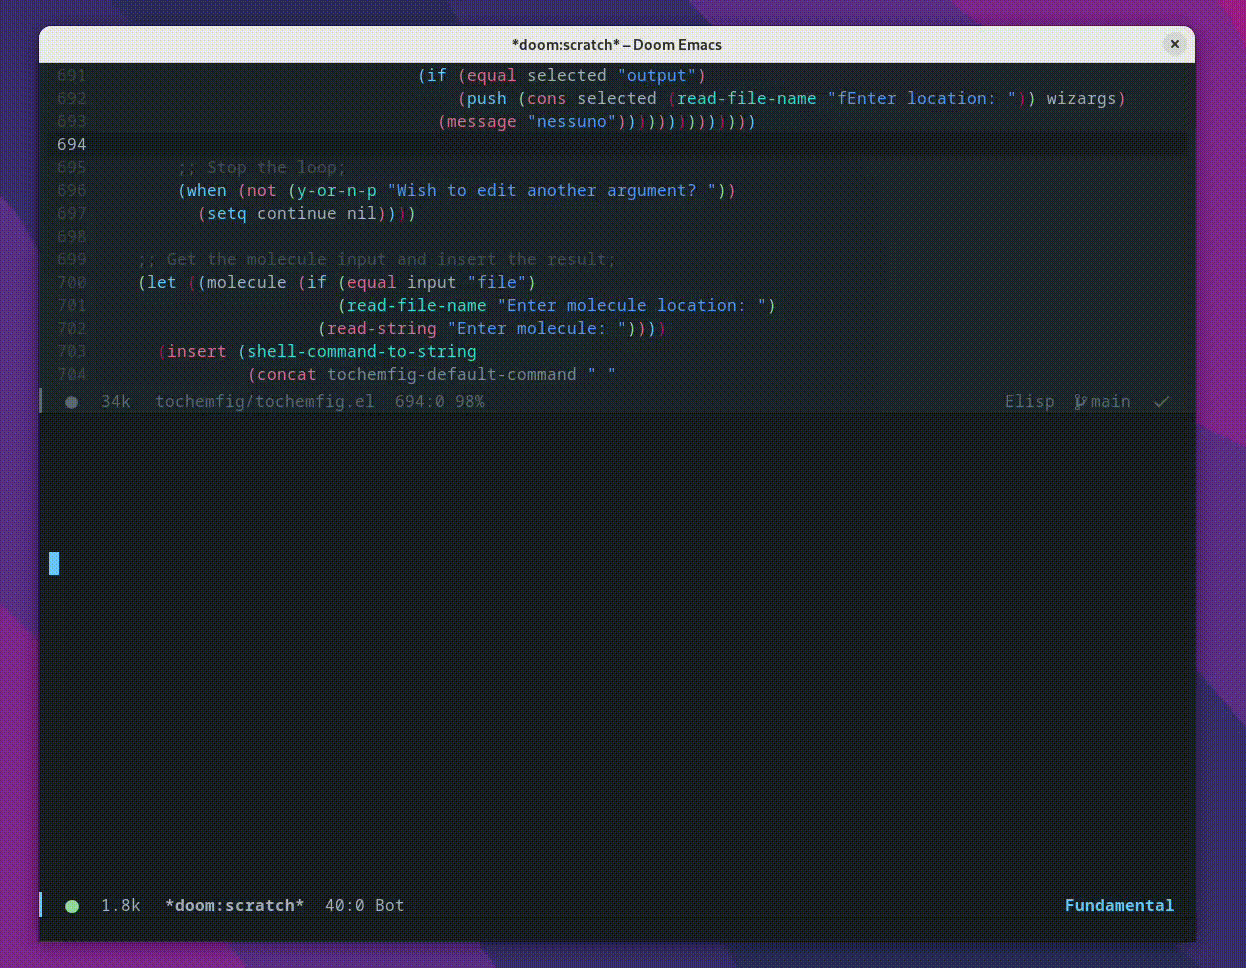 *doom:scratch* – Doom Emacs
691 (if (equal selected "output")
692 (push (cons selected (read-file-name "fEnter location: ")) wizargs)
693 (message "nessuno"))))))))))))))
694
695 ;; Stop the loop;
696 (when (not (y-or-n-p "Wish to edit another argument? "))
697 (setq continue nil))))
698
699 ;; Get the molecule input and insert the result;
700 (let ((molecule (if (equal input "file")
701 (read-file-name "Enter molecule location: ")
702 (read-string "Enter molecule: "))))
703 (insert (shell-command-to-string
704 (concat tochemfig-default-command " "
34k tochemfig/tochemfig.el 694:0 98% Elisp main
1.8k *doom:scratch* 40:0 Bot Fundamental